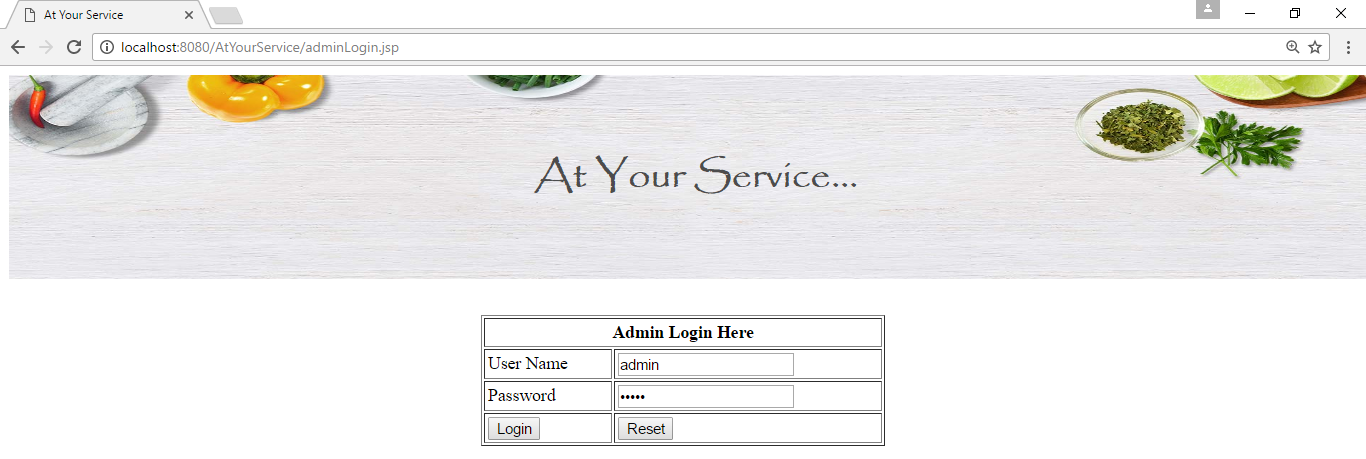 At Your Service
localhost:8080/AtYourService/adminLogin.jsp
At Your Service...
Admin Login Here
User Name admin
Password •••••
Login Reset